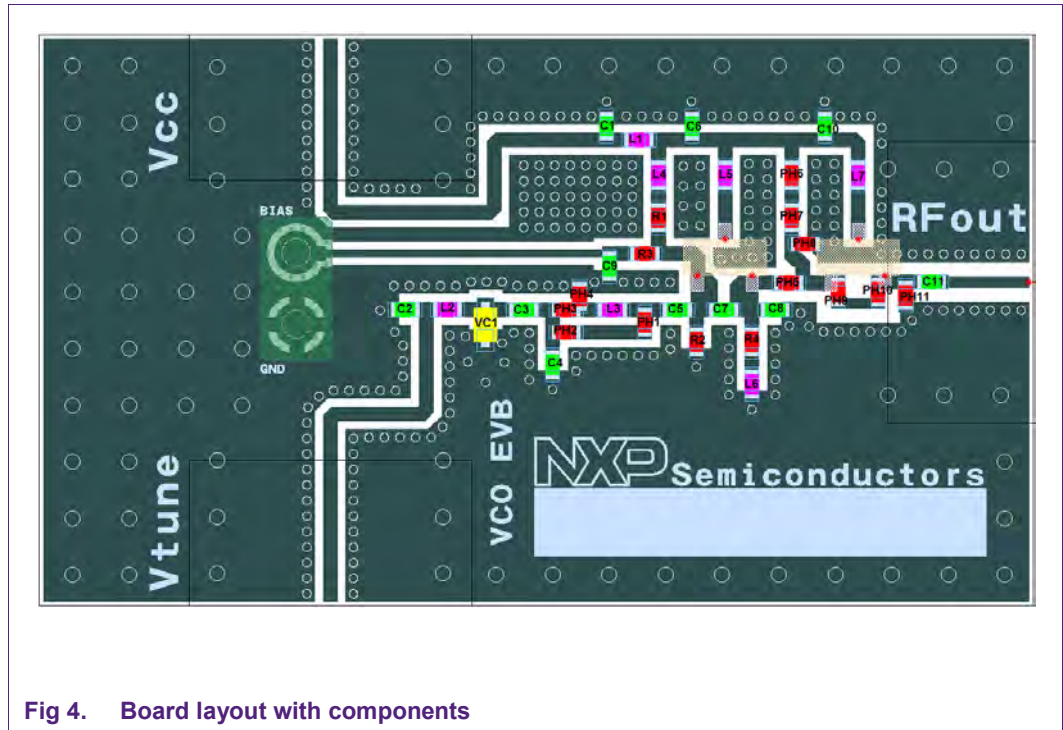 Vcc
C1
C6
C10
L1
L4
L5
PH6
L7
BIAS
R1
PH7
RFout
PH8
R3
C9
PH5
C11
PH4
PH9
PH10
PH11
C2
L2
VC1
C3
PH3
L3
PH1
C5
C7
C8
PH2
R2
R4
C4
GND
L6
VCO EVB
NXP Semiconductors
Vtune
Fig 4. Board layout with components